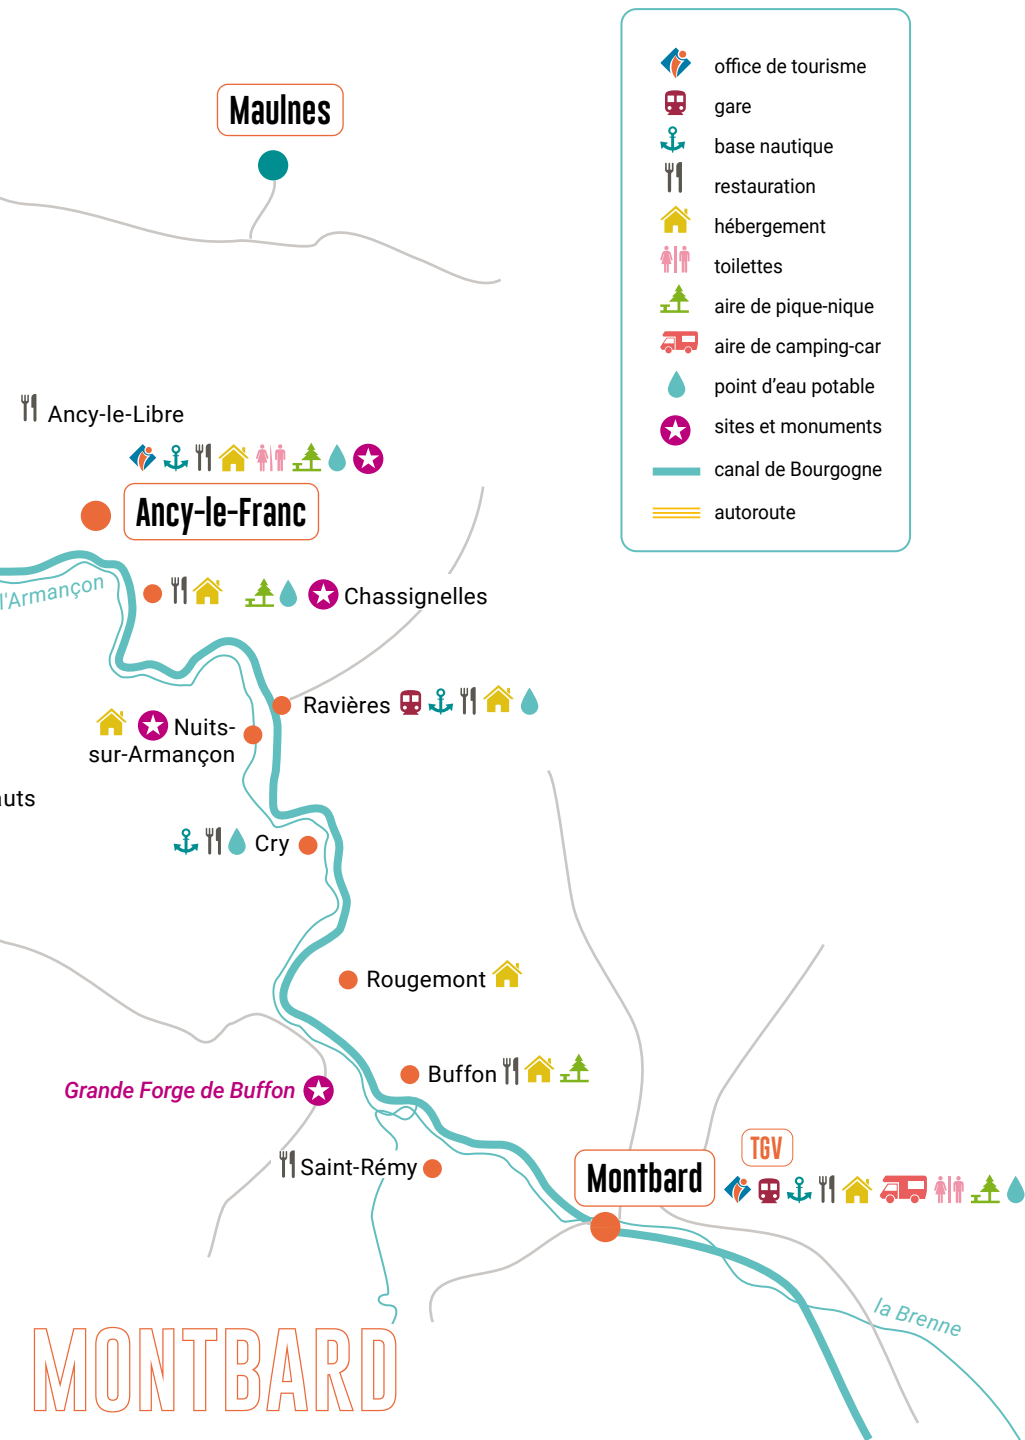 Maulnes
office de tourisme
gare
base nautique
restauration
hébergement
toilettes
aire de pique-nique
aire de camping-car
point d'eau potable
sites et monuments
canal de Bourgogne
autoroute
Ancy-le-Libre
Ancy-le-Franc
l'Armançon
Chassignelles
Ravières
Nuits-
sur-Armançon
auts
Cry
Rougemont
Buffon
Grande Forge de Buffon
Saint-Rémy
TGV
Montbard
la Brenne
MONTBARD